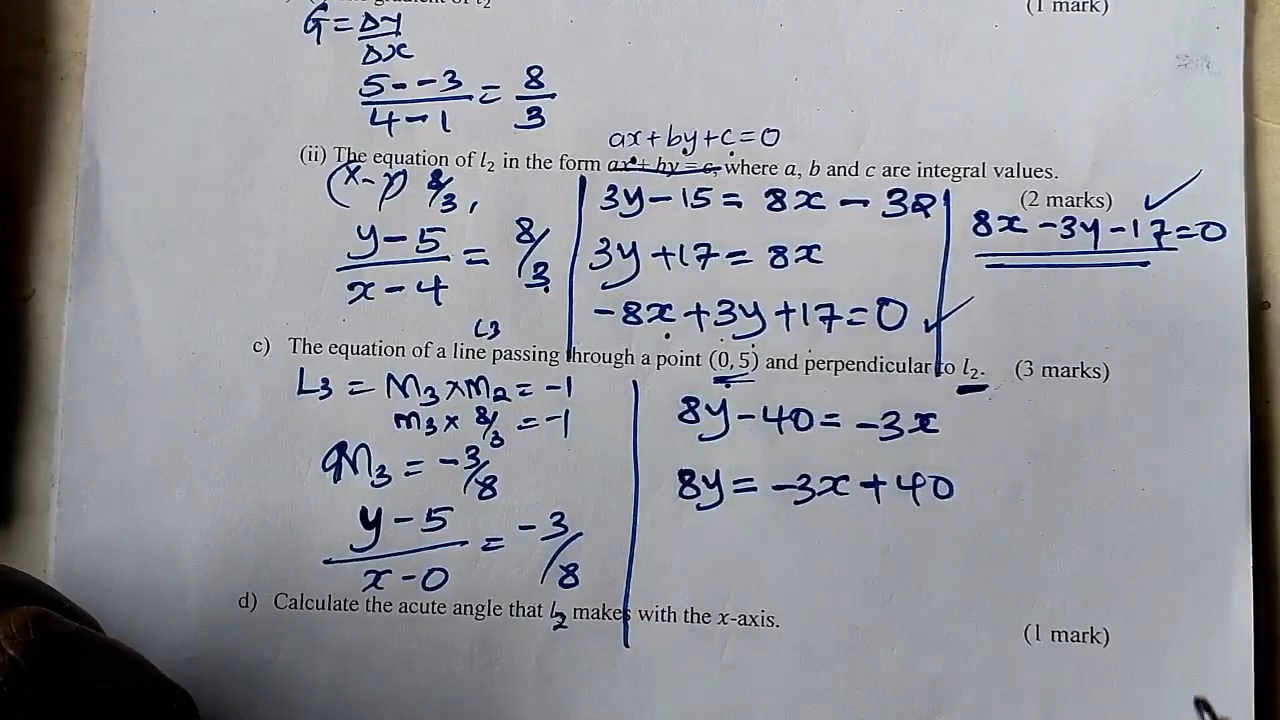 gradient of l₂
(1 mark)
G = Δy/Δx
5 - -3 / 4 - 1 = 8/3
ax + by + c = 0
(ii) The equation of l₂ in the form ax + by = c, where a, b and c are integral values.
(2 marks)
(x-y) 8/3,
y - 5 / x - 4 = 8/3
3y - 15 = 8x - 32
3y + 17 = 8x
-8x + 3y + 17 = 0 ✓
8x - 3y - 17 = 0 ✓
L3
c) The equation of a line passing through a point (0, 5) and perpendicular to l₂. (3 marks)
L3 = M3 × M2 = -1
m3 × 8/3 = -1
M3 = -3/8
y - 5 / x - 0 = -3/8
8y - 40 = -3x
8y = -3x + 40
d) Calculate the acute angle that l₂ makes with the x-axis.
(1 mark)